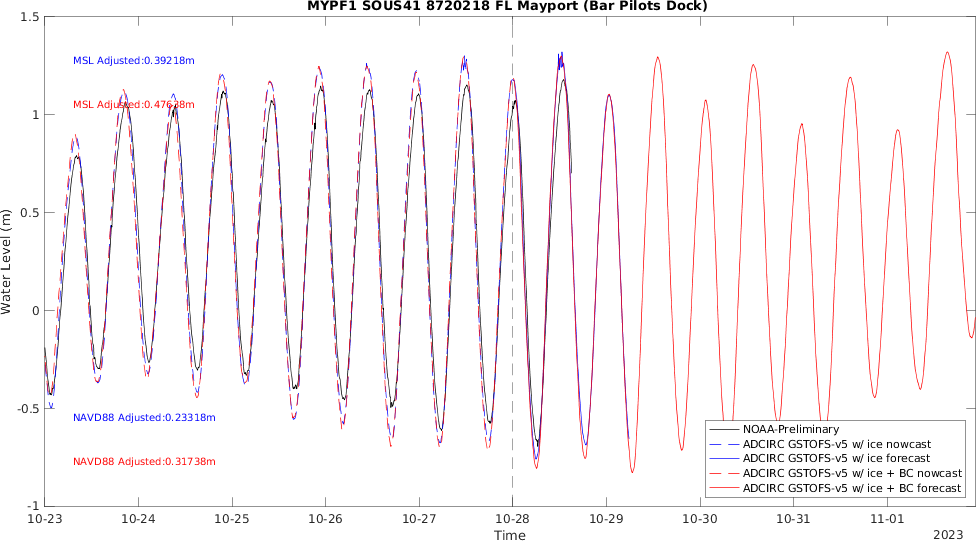 MYPF1 SOUS41 8720218 FL Mayport (Bar Pilots Dock)
1.5
1
0.5
0
-0.5
-1
Water Level (m)
MSL Adjusted:0.39218m
MSL Adjusted:0.47638m
NAVD88 Adjusted:0.23318m
NAVD88 Adjusted:0.31738m
NOAA-Preliminary
ADCIRC GSTOFS-v5 w/ ice nowcast
ADCIRC GSTOFS-v5 w/ ice forecast
ADCIRC GSTOFS-v5 w/ ice + BC nowcast
ADCIRC GSTOFS-v5 w/ ice + BC forecast
10-23 10-24 10-25 10-26 10-27 10-28 10-29 10-30 10-31 11-01
Time
2023